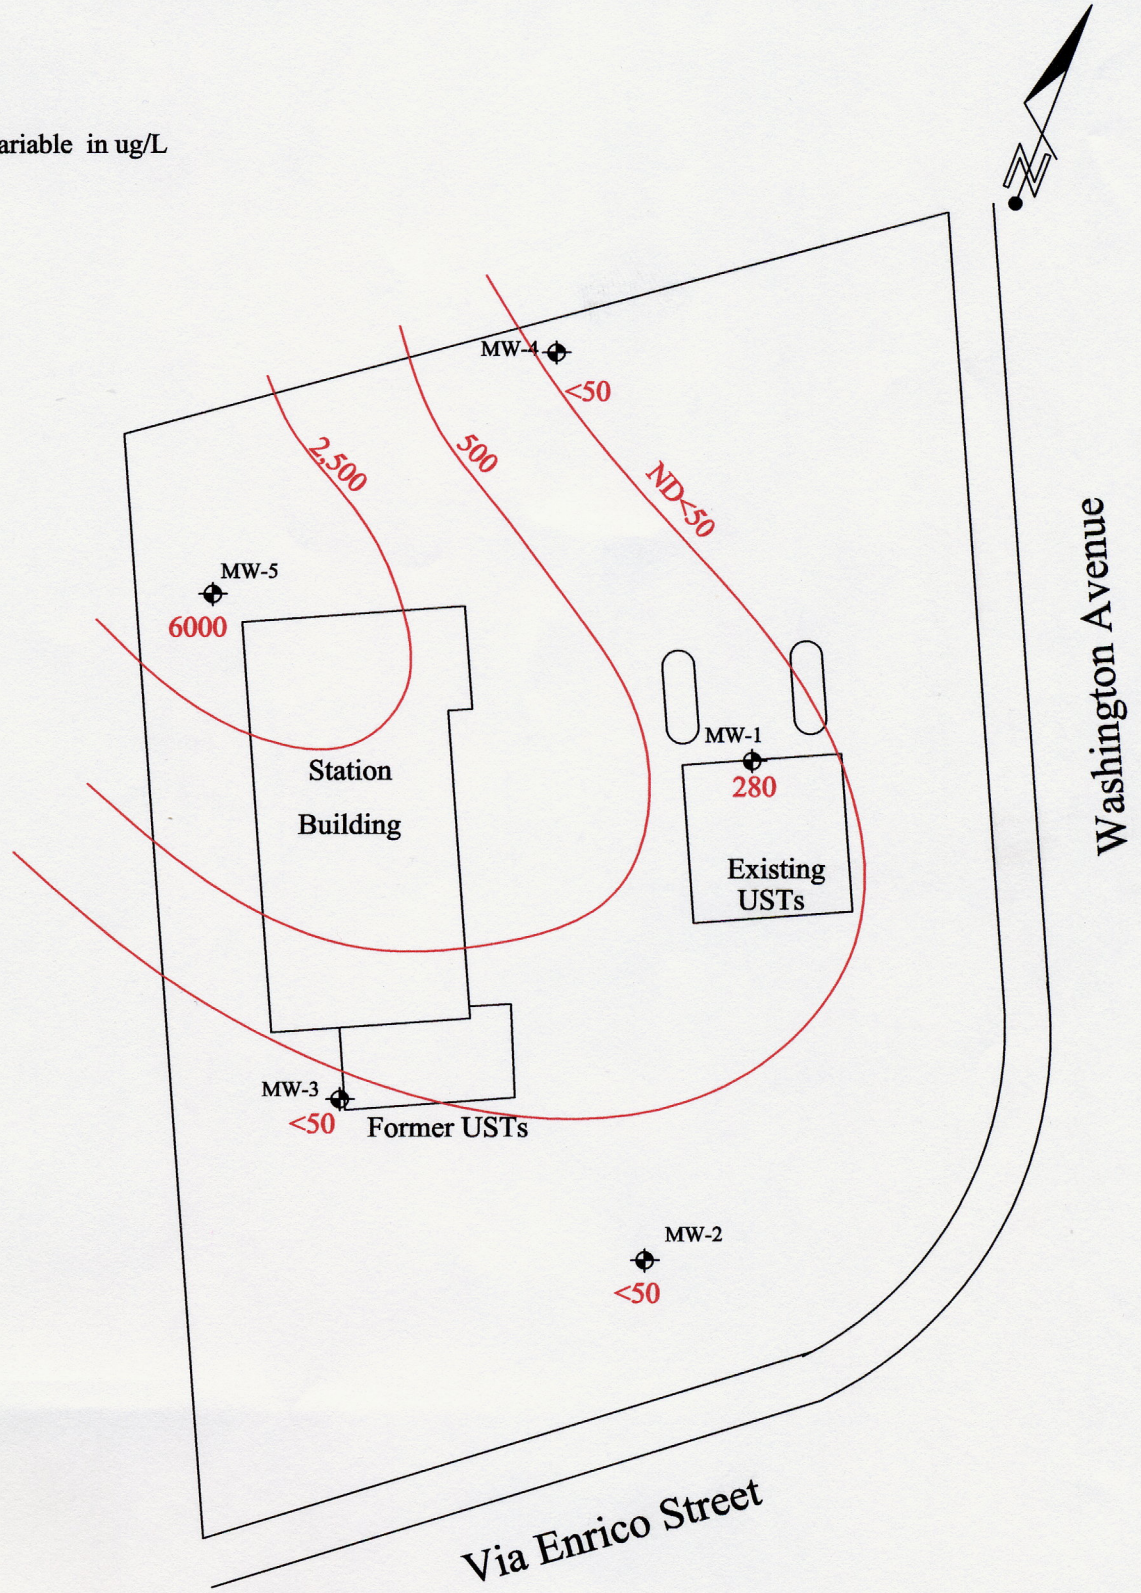 ariable in ug/L
N
MW-4
<50
2,500
500
ND<50
MW-5
6000
MW-1
280
Station
Building
Existing
USTs
MW-3
<50
Former USTs
MW-2
<50
Washington Avenue
Via Enrico Street